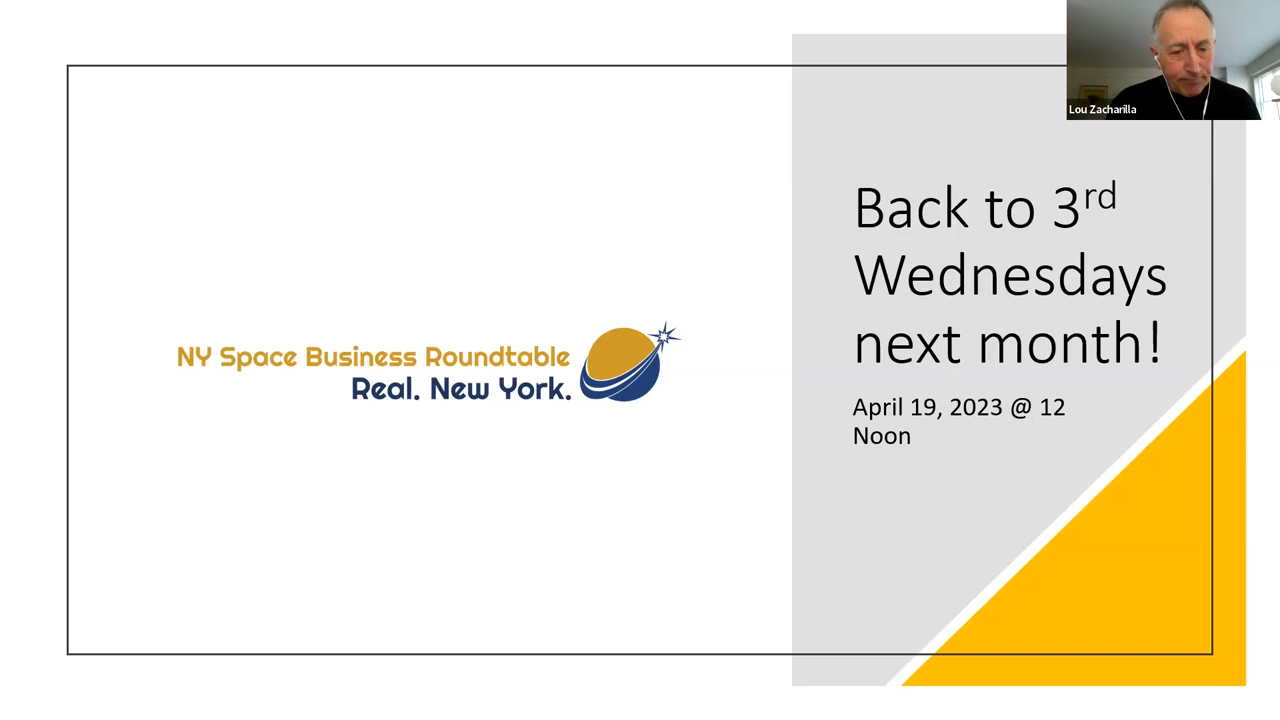 Lou Zacharilla
NY Space Business Roundtable
Real. New York.
Back to 3rd
Wednesdays
next month!
April 19, 2023 @ 12
Noon